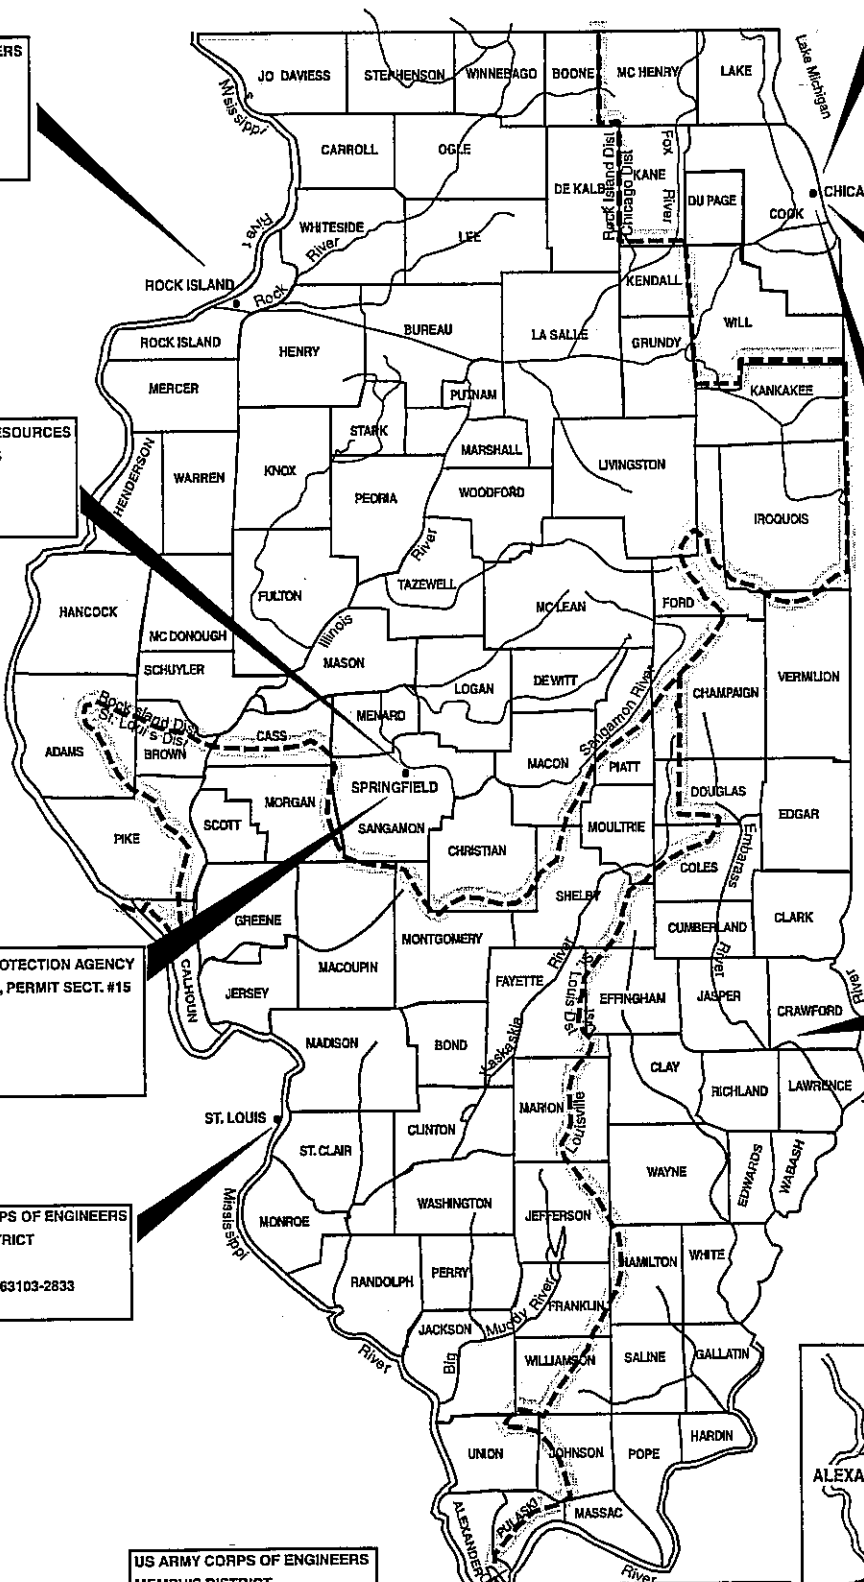 ERS
JO DAVIESS
STEPHENSON
WINNEBAGO
BOONE
MC HENRY
LAKE
Lake Michigan
Mississippi
River
CARROLL
OGLE
DE KALB
Rock Island Dist
Chicago Dist
KANE
Fox
River
DU PAGE
COOK
CHICA
WHITESIDE
River
LEE
ROCK ISLAND
Rock
KENDALL
ROCK ISLAND
HENRY
BUREAU
LA SALLE
GRUNDY
WILL
MERCER
PUTNAM
KANKAKEE
ESOURCES
STARK
HENDERSON
WARREN
KNOX
MARSHALL
LIVINGSTON
PEORIA
WOODFORD
IROQUOIS
River
HANCOCK
FULTON
TAZEWELL
MC LEAN
FORD
MC DONOUGH
Illinois
SCHUYLER
MASON
LOGAN
DE WITT
Sangamon River
CHAMPAIGN
VERMILION
Rock Island Dist
St. Louis Dist
MENARD
ADAMS
BROWN
CASS
MACON
PIATT
SPRINGFIELD
DOUGLAS
MORGAN
SCOTT
SANGAMON
EDGAR
PIKE
MOULTRIE
CHRISTIAN
Embarass
River
COLES
SHELBY
GREENE
CUMBERLAND
CLARK
MONTGOMERY
OTECTION AGENCY
, PERMIT SECT. #15
CALHOUN
MACOUPIN
JERSEY
FAYETTE
River
Kaskaskia
St.
Louis Dist
EFFINGHAM
JASPER
CRAWFORD
River
MADISON
BOND
CLAY
RICHLAND
LAWRENCE
ST. LOUIS
MARION
Louisville
CLINTON
ST. CLAIR
WAYNE
EDWARDS
WABASH
PS OF ENGINEERS
TRICT
63103-2833
Mississippi
River
MONROE
WASHINGTON
JEFFERSON
HAMILTON
WHITE
RANDOLPH
PERRY
FRANKLIN
JACKSON
Big
Muddy River
WILLIAMSON
SALINE
GALLATIN
UNION
JOHNSON
POPE
HARDIN
ALEXA
ALEXANDER
PULASKI
MASSAC
River
US ARMY CORPS OF ENGINEERS
MEMPHIS DISTRICT